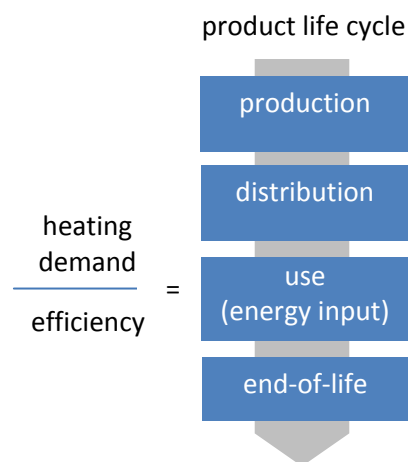 product life cycle
production
distribution
heating
demand
efficiency
=
use
(energy input)
end-of-life